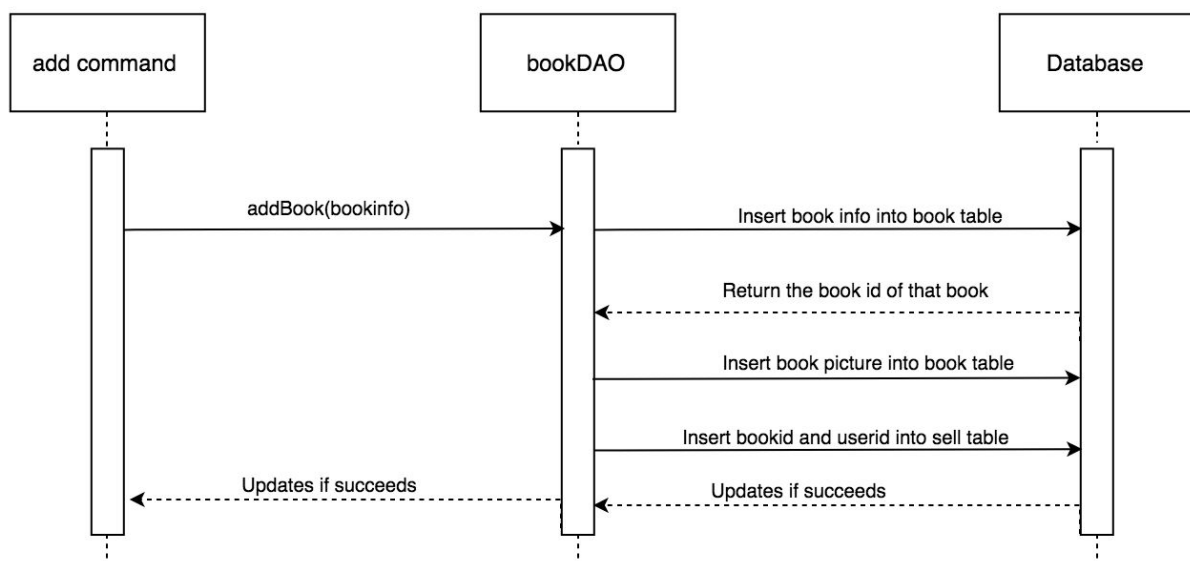 add command
bookDAO
Database
addBook(bookinfo)
Insert book info into book table
Return the book id of that book
Insert book picture into book table
Insert bookid and userid into sell table
Updates if succeeds
Updates if succeeds